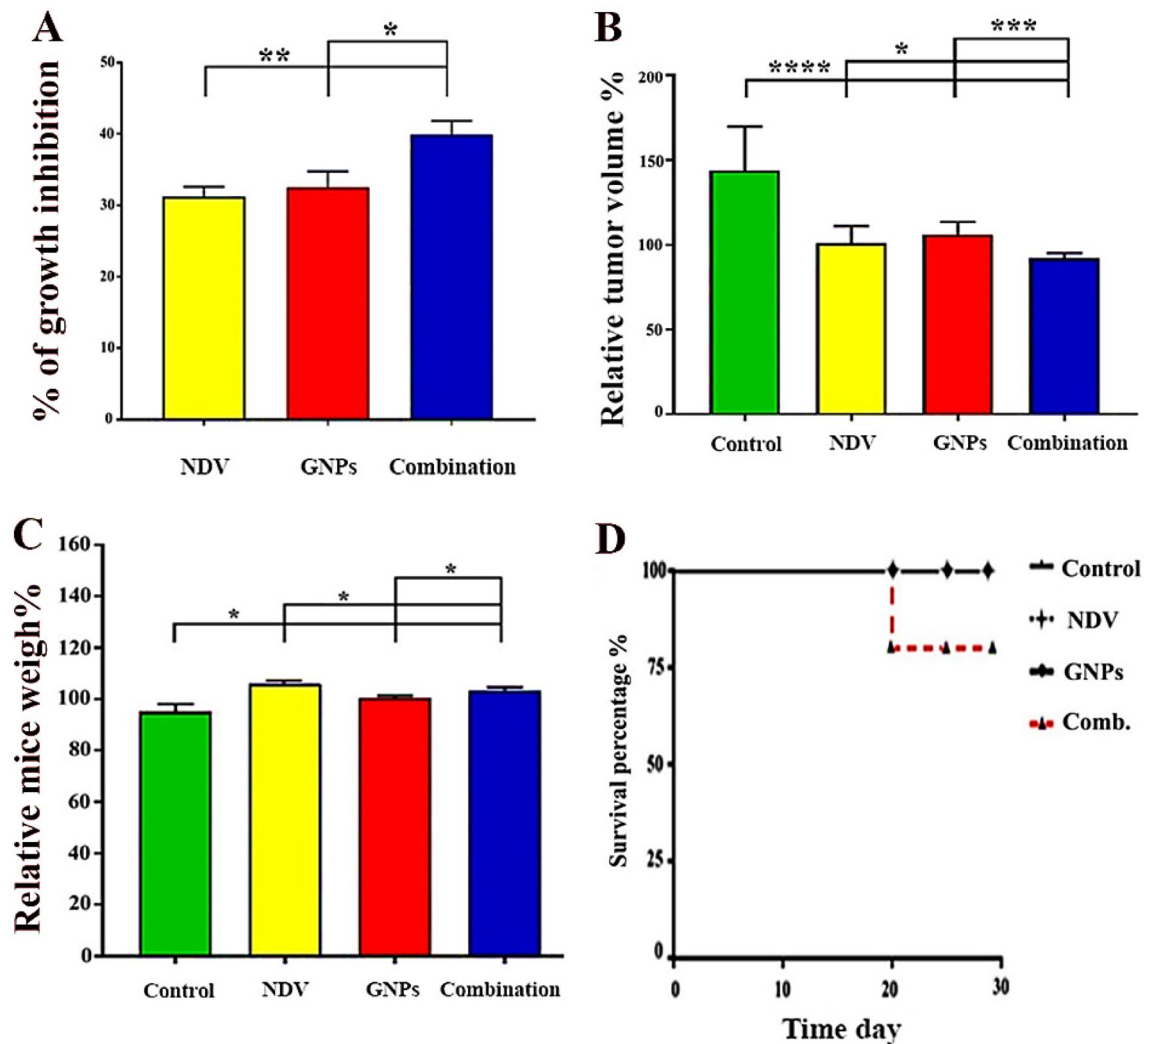 A
% of growth inhibition
50
40
30
20
10
0
**
*
NDV GNPs Combination
B
Relative tumor volume %
200
150
100
50
0
****
*
***
Control NDV GNPs Combination
C
Relative mice weigh%
160
140
120
100
80
60
40
20
0
*
*
*
Control NDV GNPs Combination
D
Survival percentage %
100
75
50
25
0
0 10 20 30
Time day
Control
NDV
GNPs
Comb.